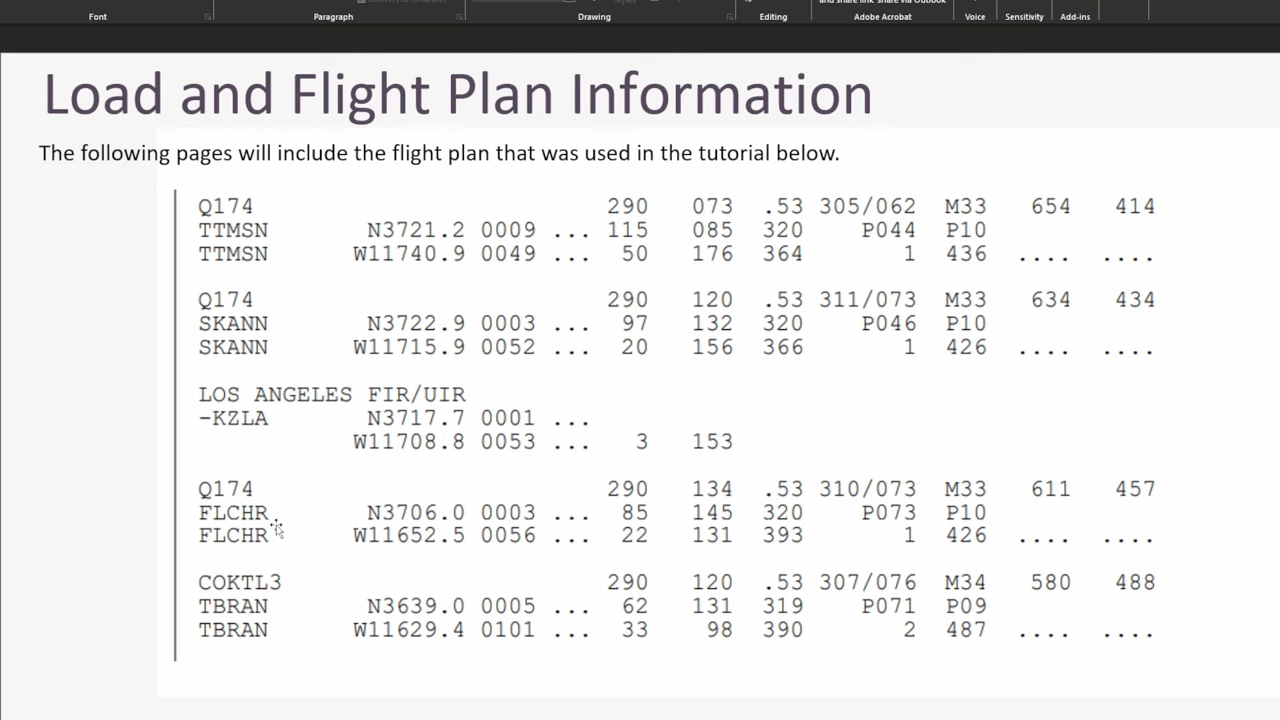 Font Paragraph Drawing Editing Adobe Acrobat Voice Sensitivity Add-ins
Load and Flight Plan Information
The following pages will include the flight plan that was used in the tutorial below.
Q174 290 073 .53 305/062 M33 654 414
TTMSN N3721.2 0009 ... 115 085 320 P044 P10
TTMSN W11740.9 0049 ... 50 176 364 1 436 .... ....
Q174 290 120 .53 311/073 M33 634 434
SKANN N3722.9 0003 ... 97 132 320 P046 P10
SKANN W11715.9 0052 ... 20 156 366 1 426 .... ....
LOS ANGELES FIR/UIR
-KZLA N3717.7 0001 ...
W11708.8 0053 ... 3 153
Q174 290 134 .53 310/073 M33 611 457
FLCHR N3706.0 0003 ... 85 145 320 P073 P10
FLCHR W11652.5 0056 ... 22 131 393 1 426 .... ....
COKTL3 290 120 .53 307/076 M34 580 488
TBRAN N3639.0 0005 ... 62 131 319 P071 P09
TBRAN W11629.4 0101 ... 33 98 390 2 487 .... ....